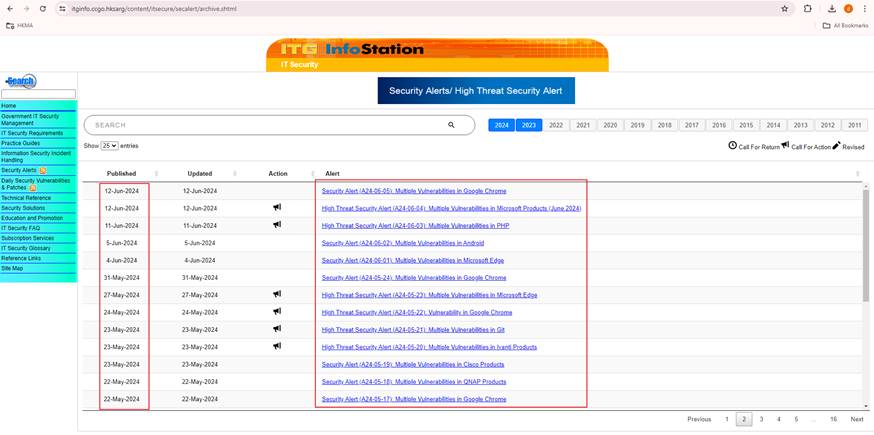 itginfo.ccgo.hksarg/content/itsecure/secalert/archive.shtml
HKMA
All Bookmarks
ITG InfoStation
IT Security
Search
Security Alerts/ High Threat Security Alert
Home
Government IT Security
Management
IT Security Requirements
Practice Guides
Information Security Incident
Handling
Security Alerts
Daily Security Vulnerabilities
& Patches
Technical Reference
Security Solutions
Education and Promotion
IT Security FAQ
Subscription Services
IT Security Glossary
Reference Links
Site Map
SEARCH
2024 2023 2022 2021 2020 2019 2018 2017 2016 2015 2014 2013 2012 2011
Show 25 entries
Call For Return Call For Action Revised
Published Updated Action Alert
12-Jun-2024 12-Jun-2024 Security Alert (A24-06-05): Multiple Vulnerabilities in Google Chrome
12-Jun-2024 12-Jun-2024 High Threat Security Alert (A24-06-04): Multiple Vulnerabilities in Microsoft Products (June 2024)
11-Jun-2024 11-Jun-2024 High Threat Security Alert (A24-06-03): Multiple Vulnerabilities in PHP
5-Jun-2024 5-Jun-2024 Security Alert (A24-06-02): Multiple Vulnerabilities in Android
4-Jun-2024 4-Jun-2024 Security Alert (A24-06-01): Multiple Vulnerabilities in Microsoft Edge
31-May-2024 31-May-2024 Security Alert (A24-05-24): Multiple Vulnerabilities in Google Chrome
27-May-2024 27-May-2024 High Threat Security Alert (A24-05-23): Multiple Vulnerabilities in Microsoft Edge
24-May-2024 24-May-2024 High Threat Security Alert (A24-05-22): Vulnerability in Google Chrome
23-May-2024 23-May-2024 High Threat Security Alert (A24-05-21): Multiple Vulnerabilities in Git
23-May-2024 23-May-2024 High Threat Security Alert (A24-05-20): Multiple Vulnerabilities in Ivanti Products
23-May-2024 23-May-2024 Security Alert (A24-05-19): Multiple Vulnerabilities in Cisco Products
22-May-2024 22-May-2024 Security Alert (A24-05-18): Multiple Vulnerabilities in QNAP Products
22-May-2024 22-May-2024 Security Alert (A24-05-17): Multiple Vulnerabilities in Google Chrome
Previous 1 2 3 4 5 ... 16 Next